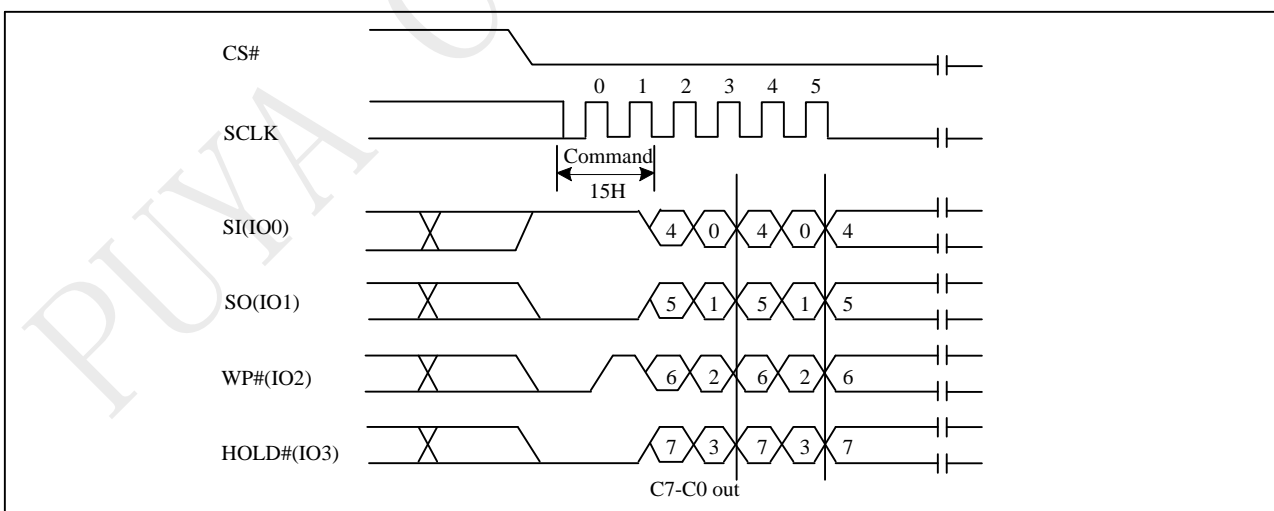 PUYA C
CS#
0 1 2 3 4 5
SCLK
Command
15H
SI(IO0) 4 0 4 0 4
SO(IO1) 5 1 5 1 5
WP#(IO2) 6 2 6 2 6
HOLD#(IO3) 7 3 7 3 7
C7-C0 out